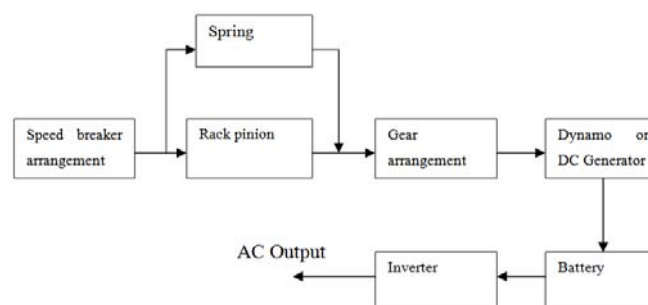 Spring
Speed breaker
arrangement
Rack pinion
Gear
arrangement
Dynamo or
DC Generator
AC Output
Inverter
Battery